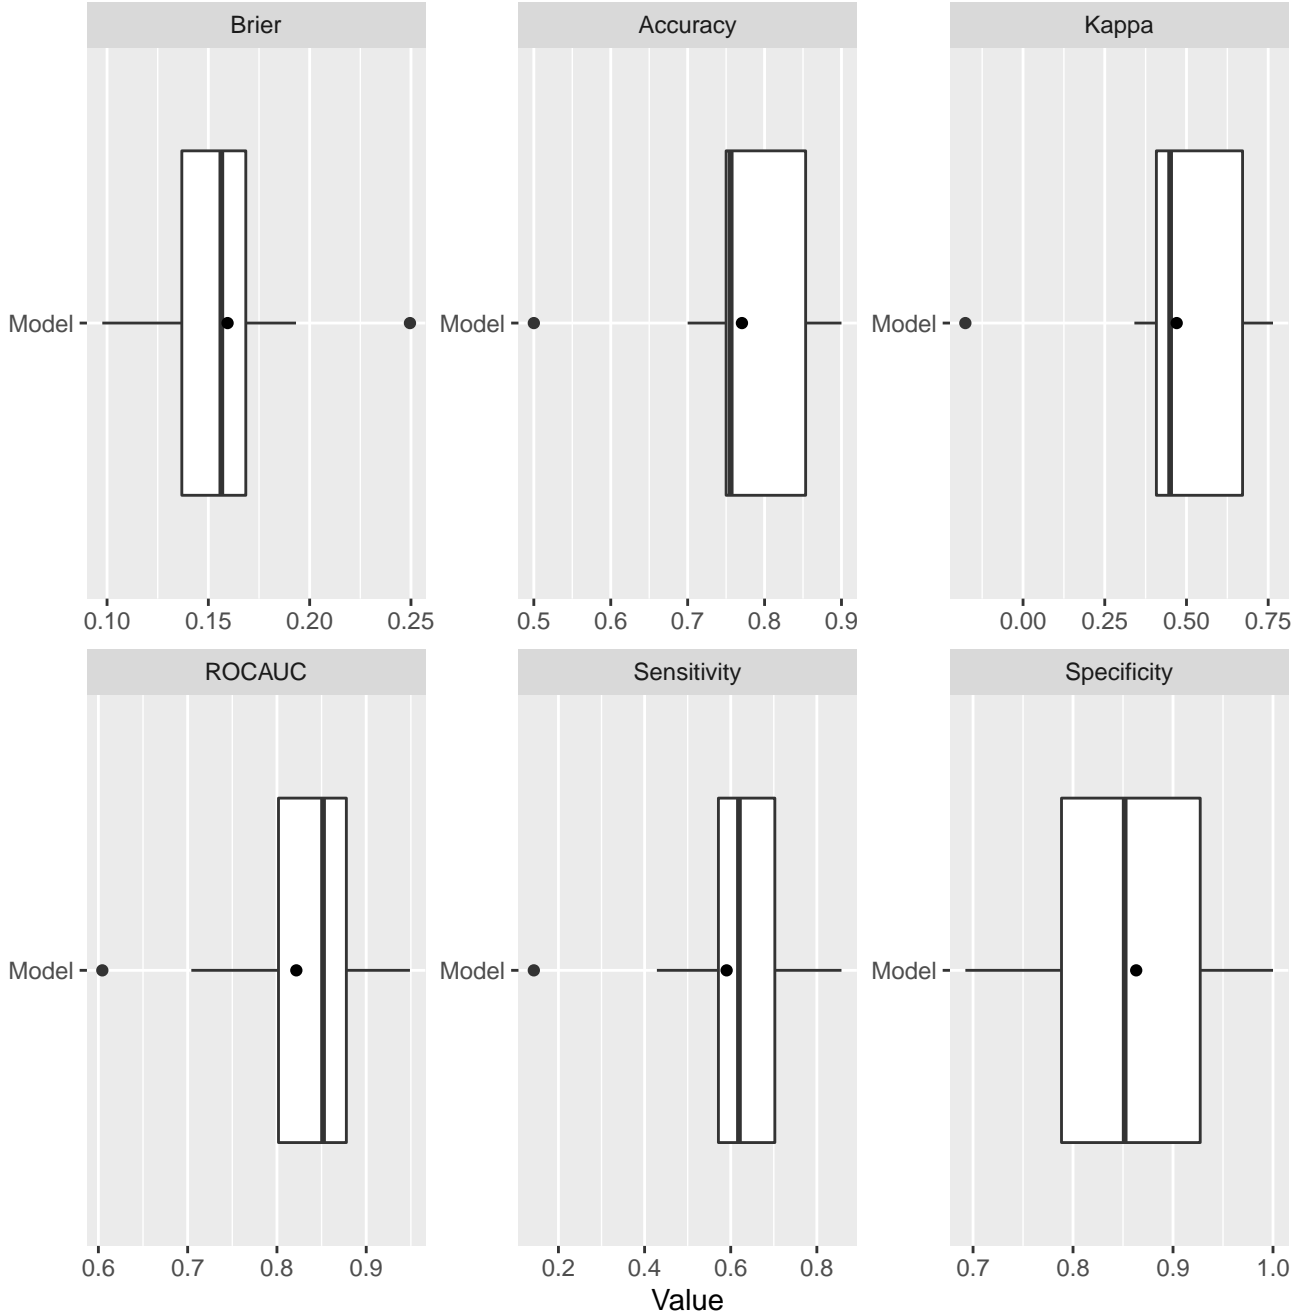 Brier Accuracy Kappa
Model Model Model
0.10 0.15 0.20 0.25 0.5 0.6 0.7 0.8 0.9 0.00 0.25 0.50 0.75
ROCAUC Sensitivity Specificity
Model Model Model
0.6 0.7 0.8 0.9 0.2 0.4 0.6 0.8 0.7 0.8 0.9 1.0
Value